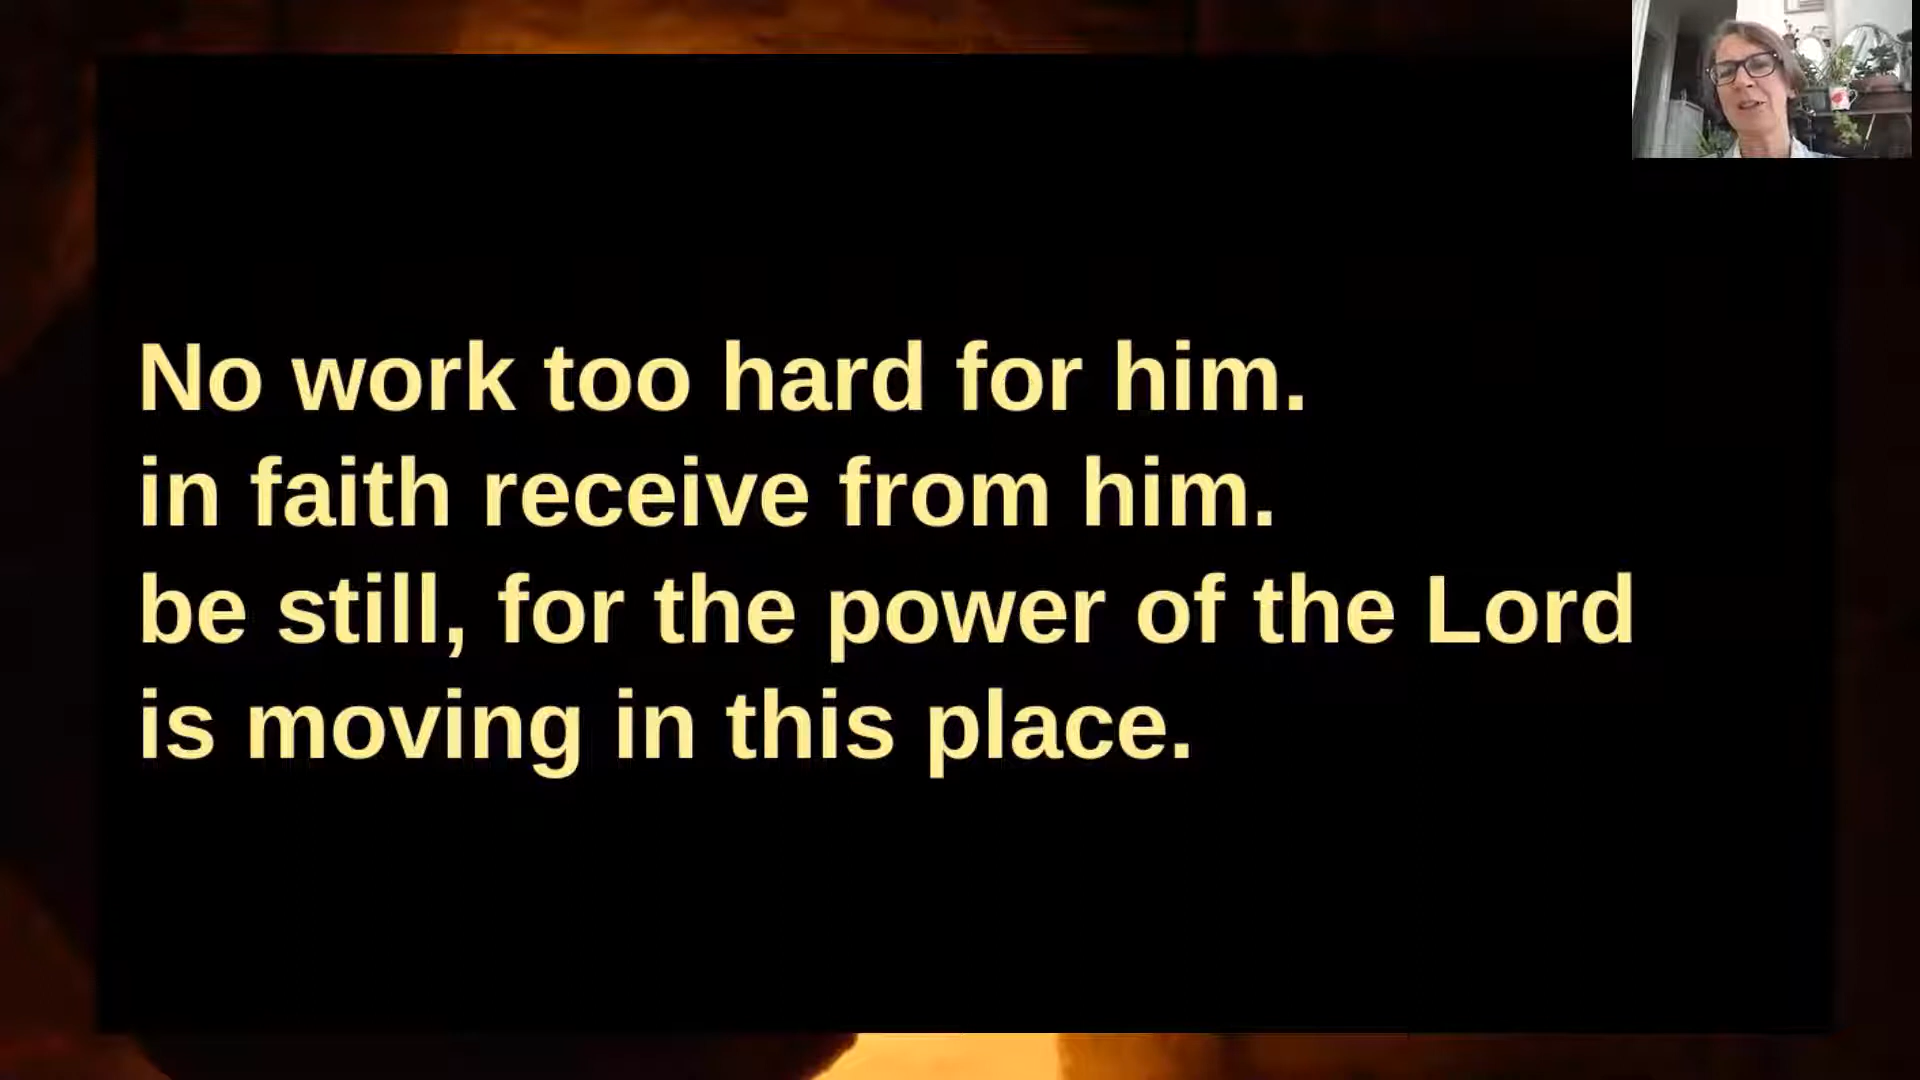 No work too hard for him.
in faith receive from him.
be still, for the power of the Lord
is moving in this place.